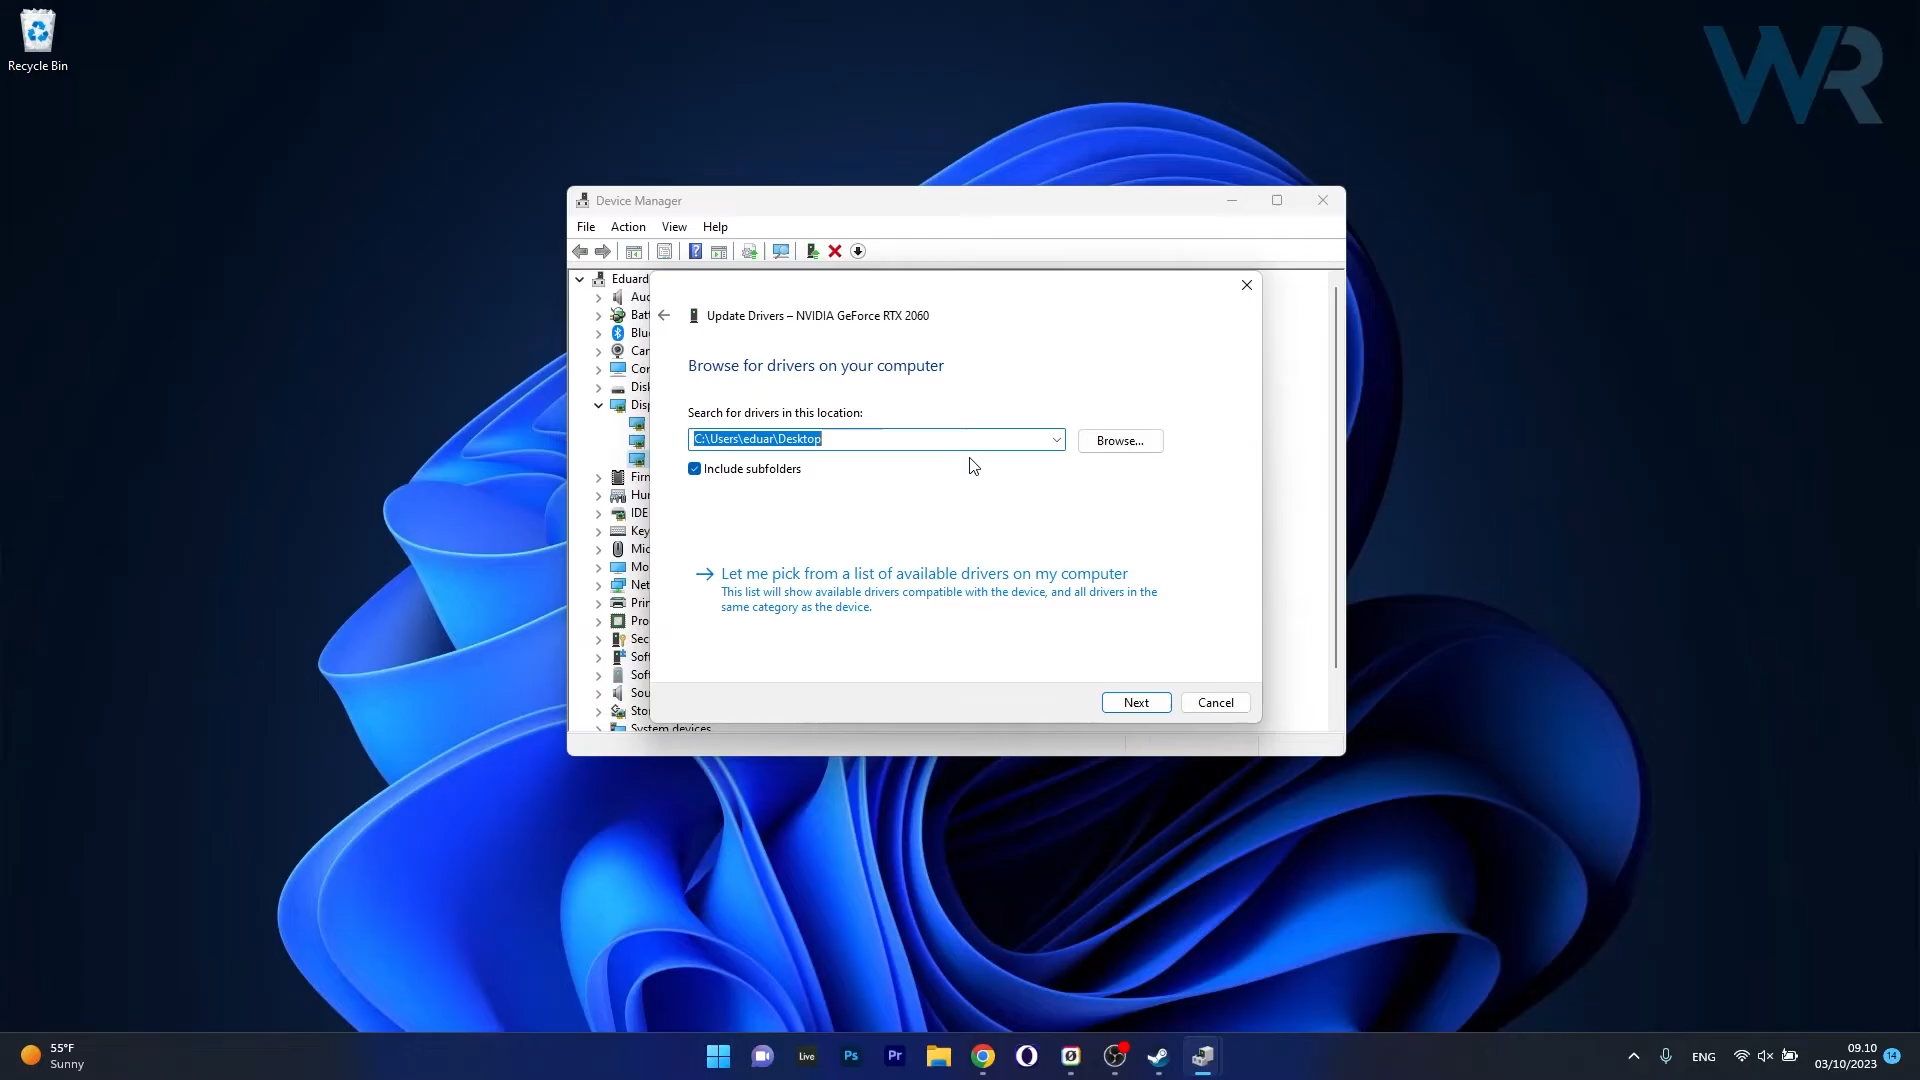 Recycle Bin
WR
Device Manager
File Action View Help
Eduard
Aud
Batt
Blu
Car
Cor
Disk
Disp
Firn
Hur
IDE
Key
Mic
Mo
Net
Prin
Pro
Sec
Soft
Soft
Sou
Sto
System devices
Update Drivers – NVIDIA GeForce RTX 2060
Browse for drivers on your computer
Search for drivers in this location:
C:\Users\eduar\Desktop
Browse...
Include subfolders
Let me pick from a list of available drivers on my computer
This list will show available drivers compatible with the device, and all drivers in the
same category as the device.
Next Cancel
55°F
Sunny
Live
Ps
Pr
ENG
09.10
03/10/2023
14